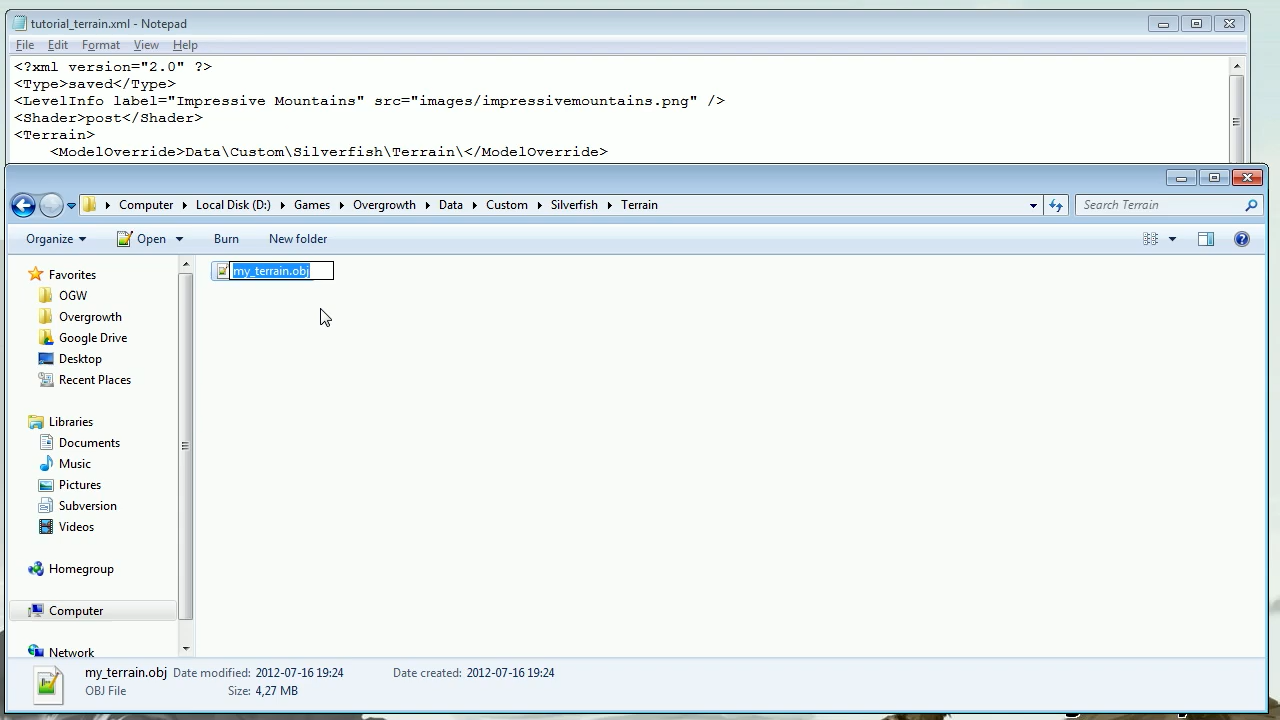 tutorial_terrain.xml - Notepad
File Edit Format View Help
<?xml version="2.0" ?>
<Type>saved</Type>
<LevelInfo label="Impressive Mountains" src="images/impressivemountains.png" />
<Shader>post</Shader>
<Terrain>
<ModelOverride>Data\Custom\Silverfish\Terrain\</ModelOverride>
Computer Local Disk (D:) Games Overgrowth Data Custom Silverfish Terrain
Search Terrain
Organize Open Burn New folder
my_terrain.obj
Favorites
OGW
Overgrowth
Google Drive
Desktop
Recent Places
Libraries
Documents
Music
Pictures
Subversion
Videos
Homegroup
Computer
Network
my_terrain.obj Date modified: 2012-07-16 19:24 Date created: 2012-07-16 19:24
OBJ File Size: 4,27 MB